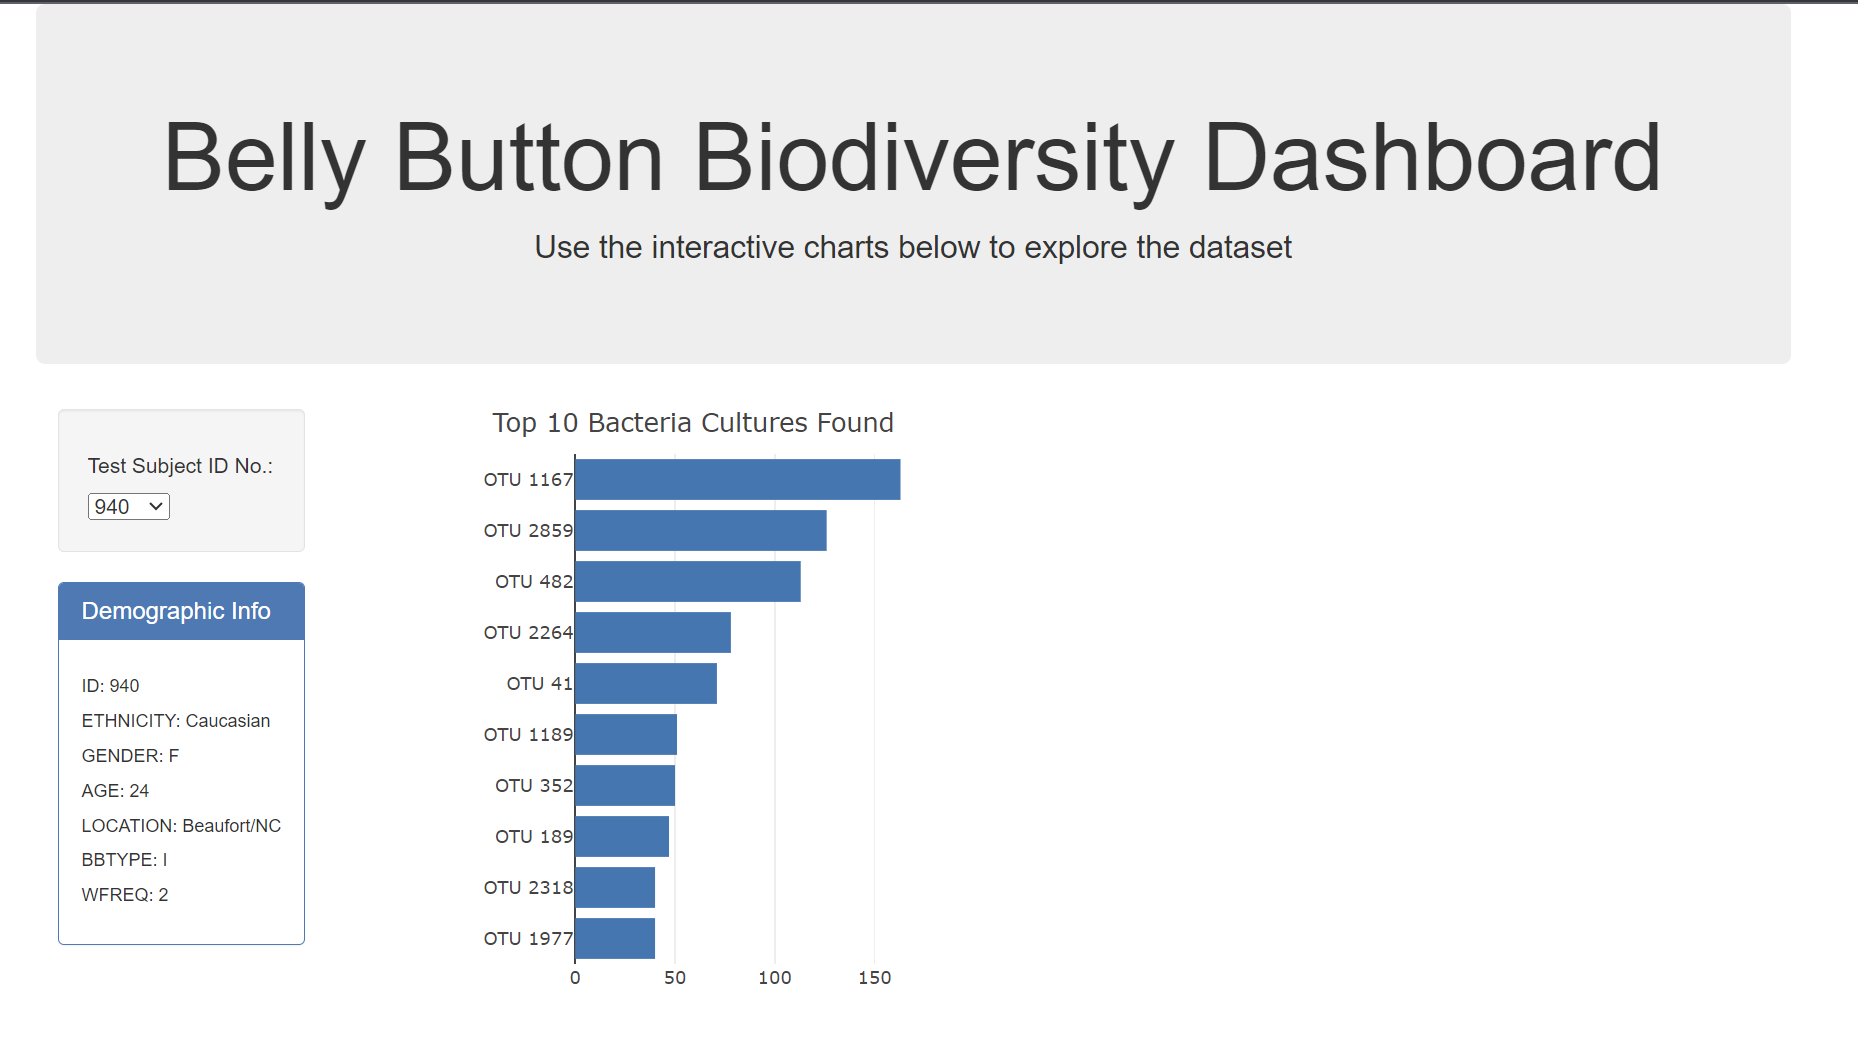 Belly Button Biodiversity Dashboard
Use the interactive charts below to explore the dataset
Test Subject ID No.:
940
Demographic Info
ID: 940
ETHNICITY: Caucasian
GENDER: F
AGE: 24
LOCATION: Beaufort/NC
BBTYPE: I
WFREQ: 2
Top 10 Bacteria Cultures Found
OTU 1167
OTU 2859
OTU 482
OTU 2264
OTU 41
OTU 1189
OTU 352
OTU 189
OTU 2318
OTU 1977
0 50 100 150